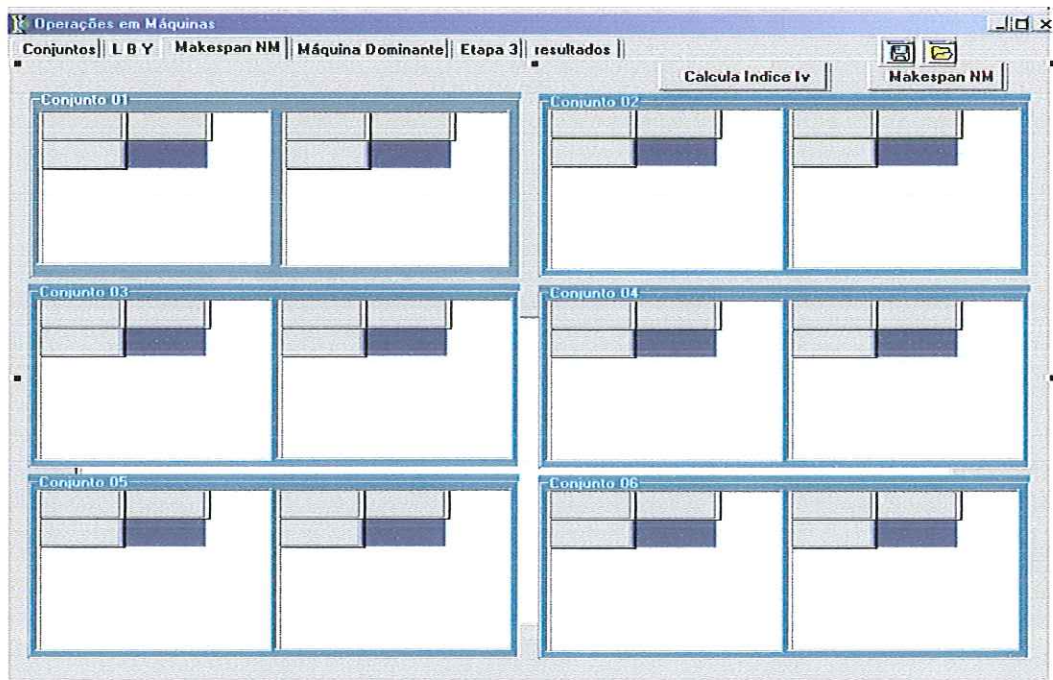 Operações em Máquinas
Conjuntos L B Y Makespan NM Máquina Dominante Etapa 3 resultados
Calcula Indice Iv Makespan NM
Conjunto 01 Conjunto 02
Conjunto 03 Conjunto 04
Conjunto 05 Conjunto 06